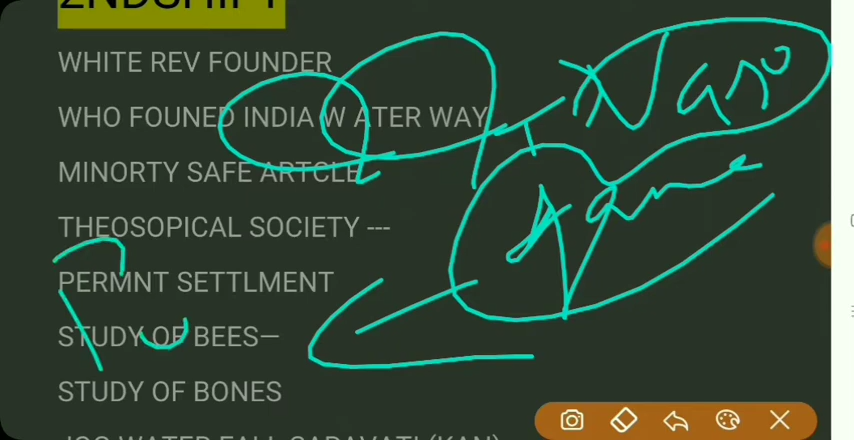 2NDSHIFT
WHITE REV FOUNDER
WHO FOUNED INDIA W ATER WAY
MINORTY SAFE ARTCLE
THEOSOPICAL SOCIETY ---
PERMNT SETTLMENT
STUDY OF BEES—
STUDY OF BONES